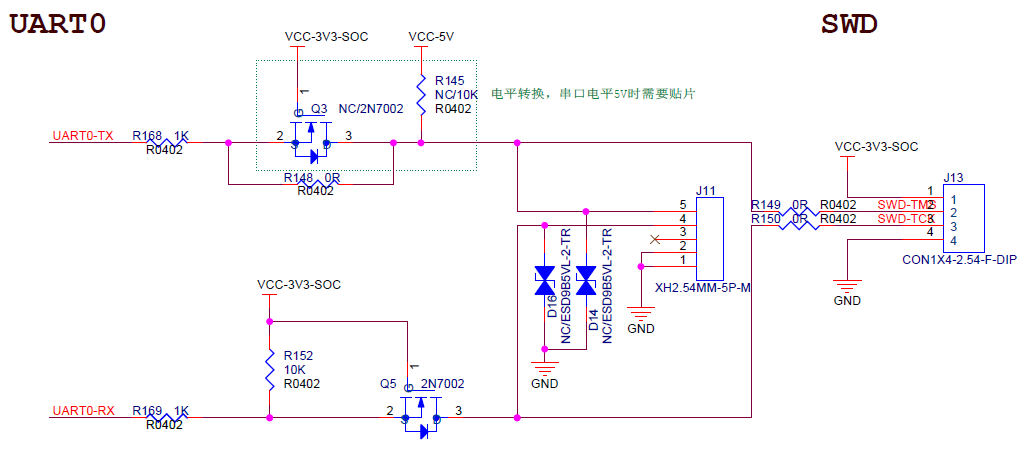 UART0
SWD
VCC-3V3-SOC
VCC-5V
R145
NC/10K
R0402
电平转换，串口电平5V时需要贴片
1
G
Q3
NC/2N7002
UART0-TX
R168
1K
R0402
2
3
S
D
R148
0R
R0402
VCC-3V3-SOC
J13
J11
R149
0R
R0402
SWD-TMS
R150
0R
R0402
SWD-TCK
1
2
3
4
1
2
3
4
CON1X4-2.54-F-DIP
GND
5
4
3
2
1
XH2.54MM-5P-M
GND
D16
NC/ESD9B5VL-2-TR
D14
NC/ESD9B5VL-2-TR
GND
VCC-3V3-SOC
R152
10K
R0402
1
G
Q5
2N7002
UART0-RX
R169
1K
R0402
2
3
S
D